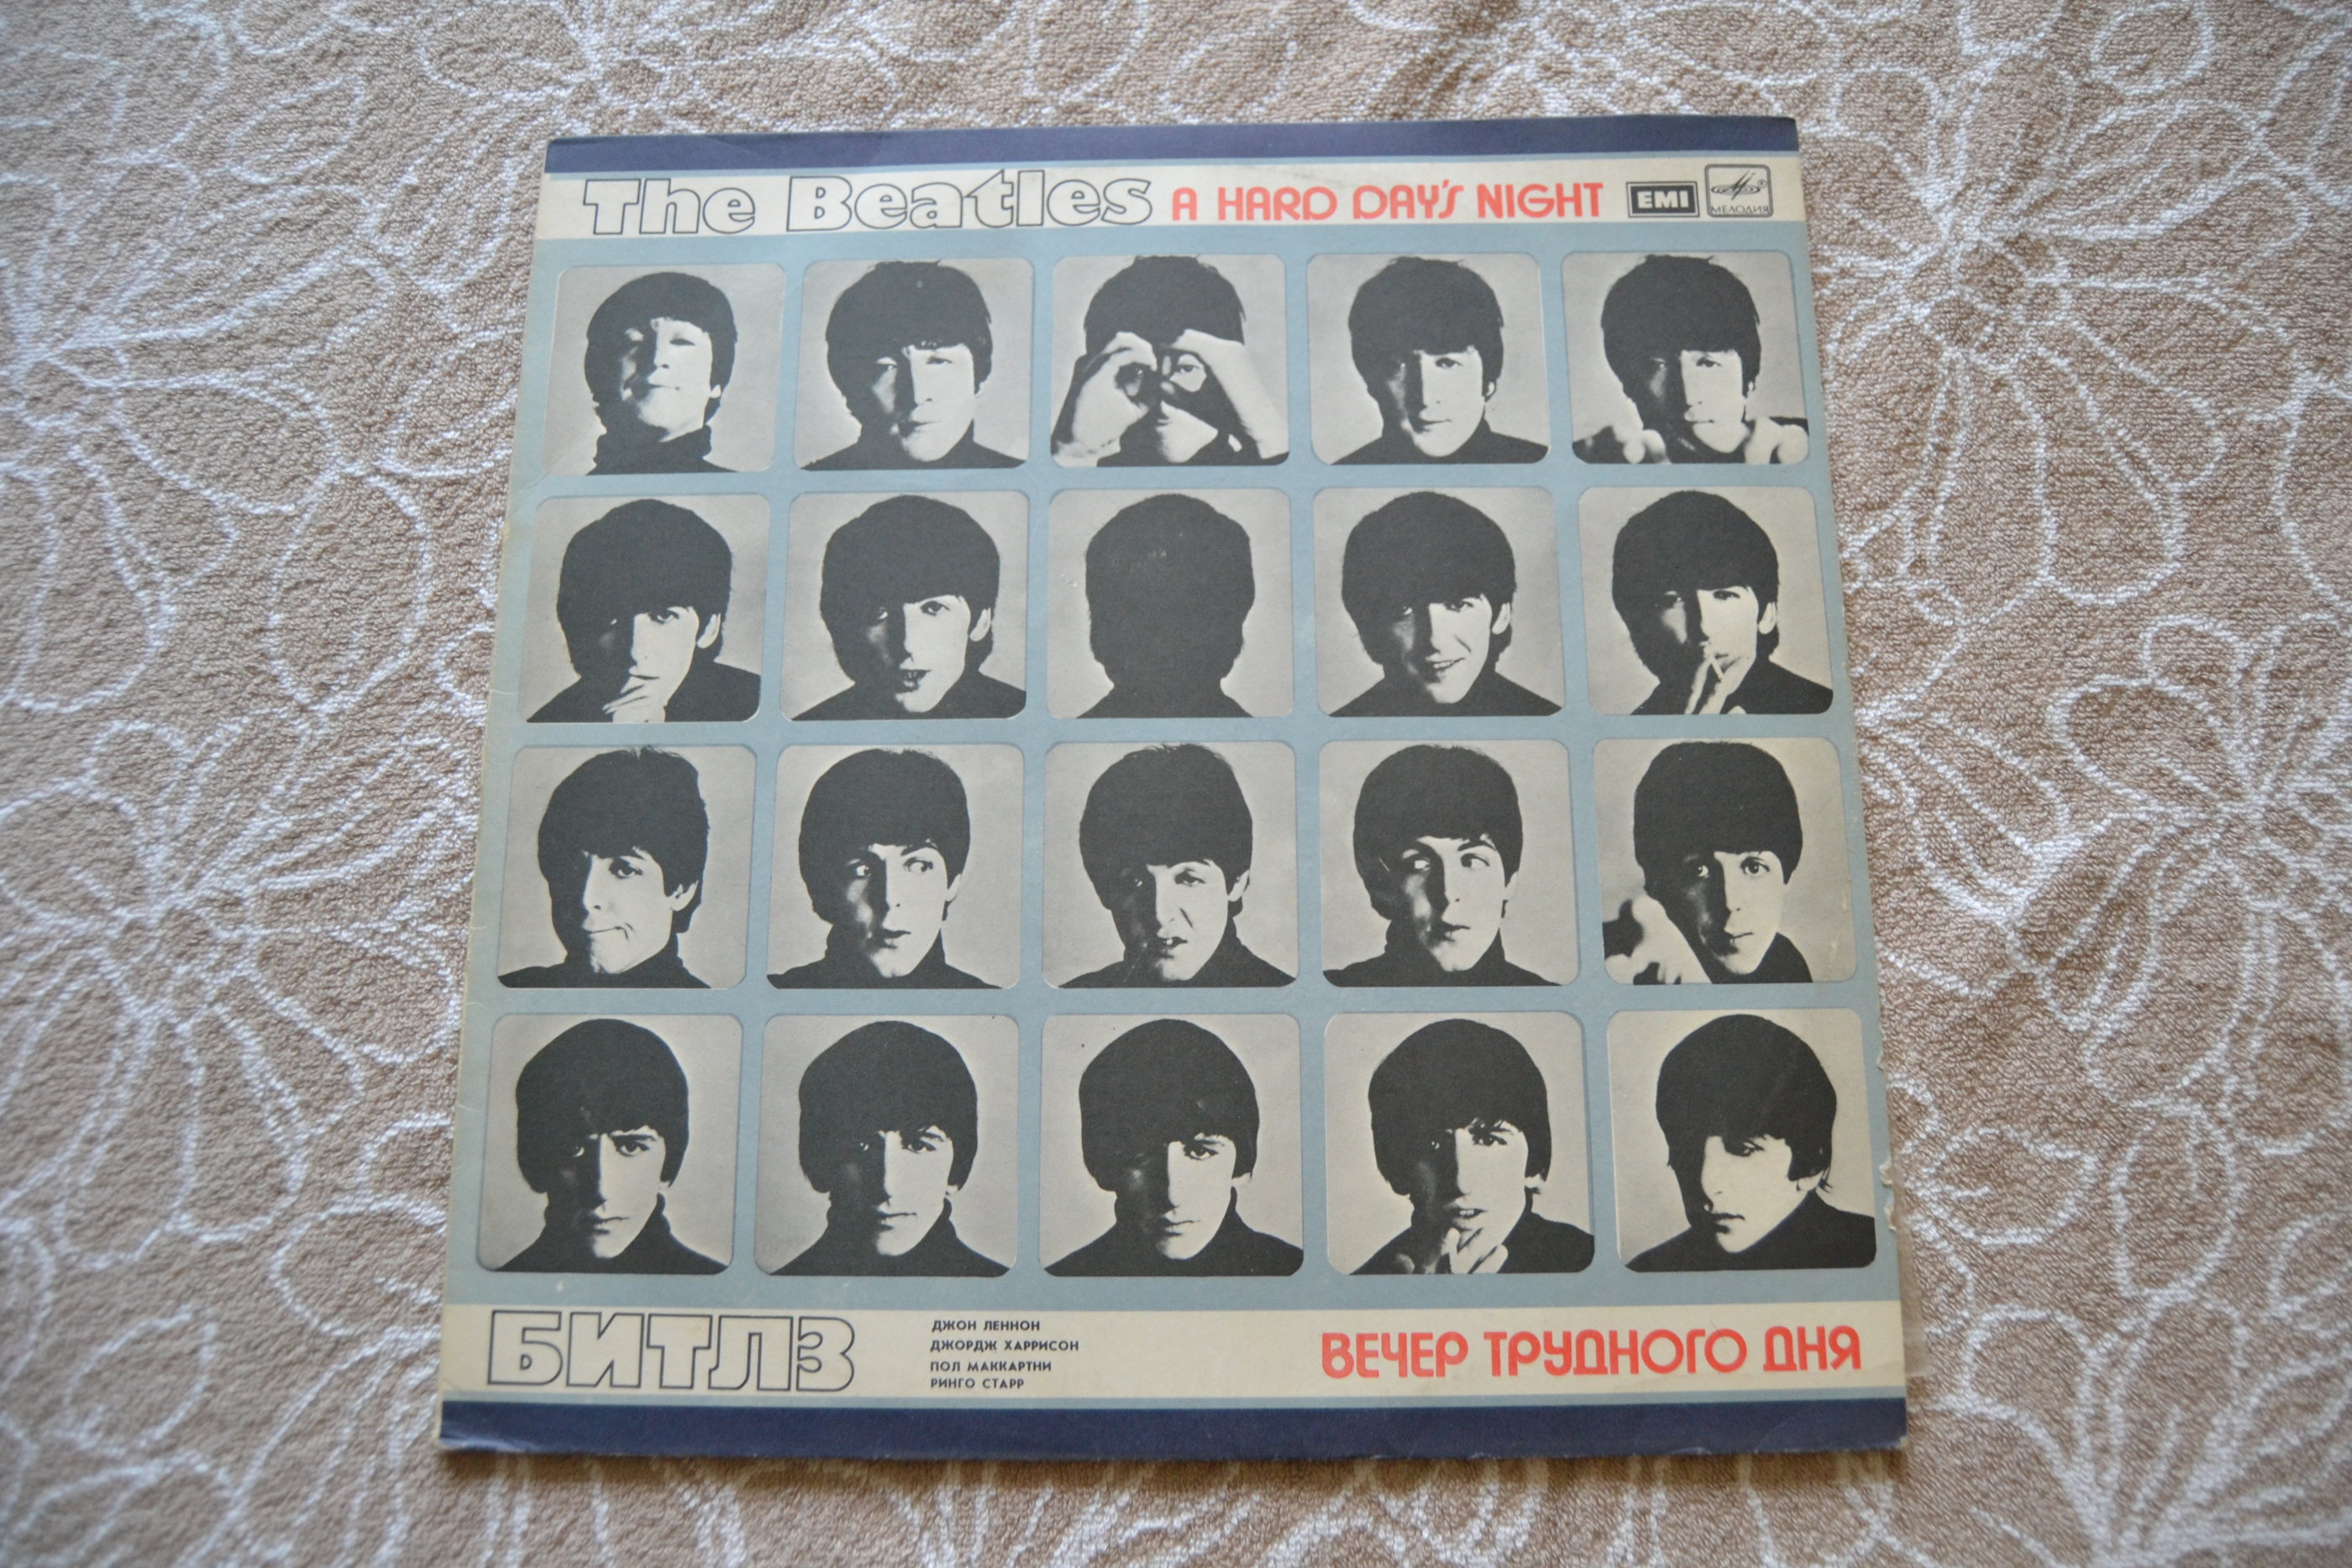 The Beatles A HARD DAY'S NIGHT EMI МЕЛОДИЯ
БИТЛЗ
ДЖОН ЛЕННОН
ДЖОРДЖ ХАРРИСОН
ПОЛ МАККАРТНИ
РИНГО СТАРР
ВЕЧЕР ТРУДНОГО ДНЯ